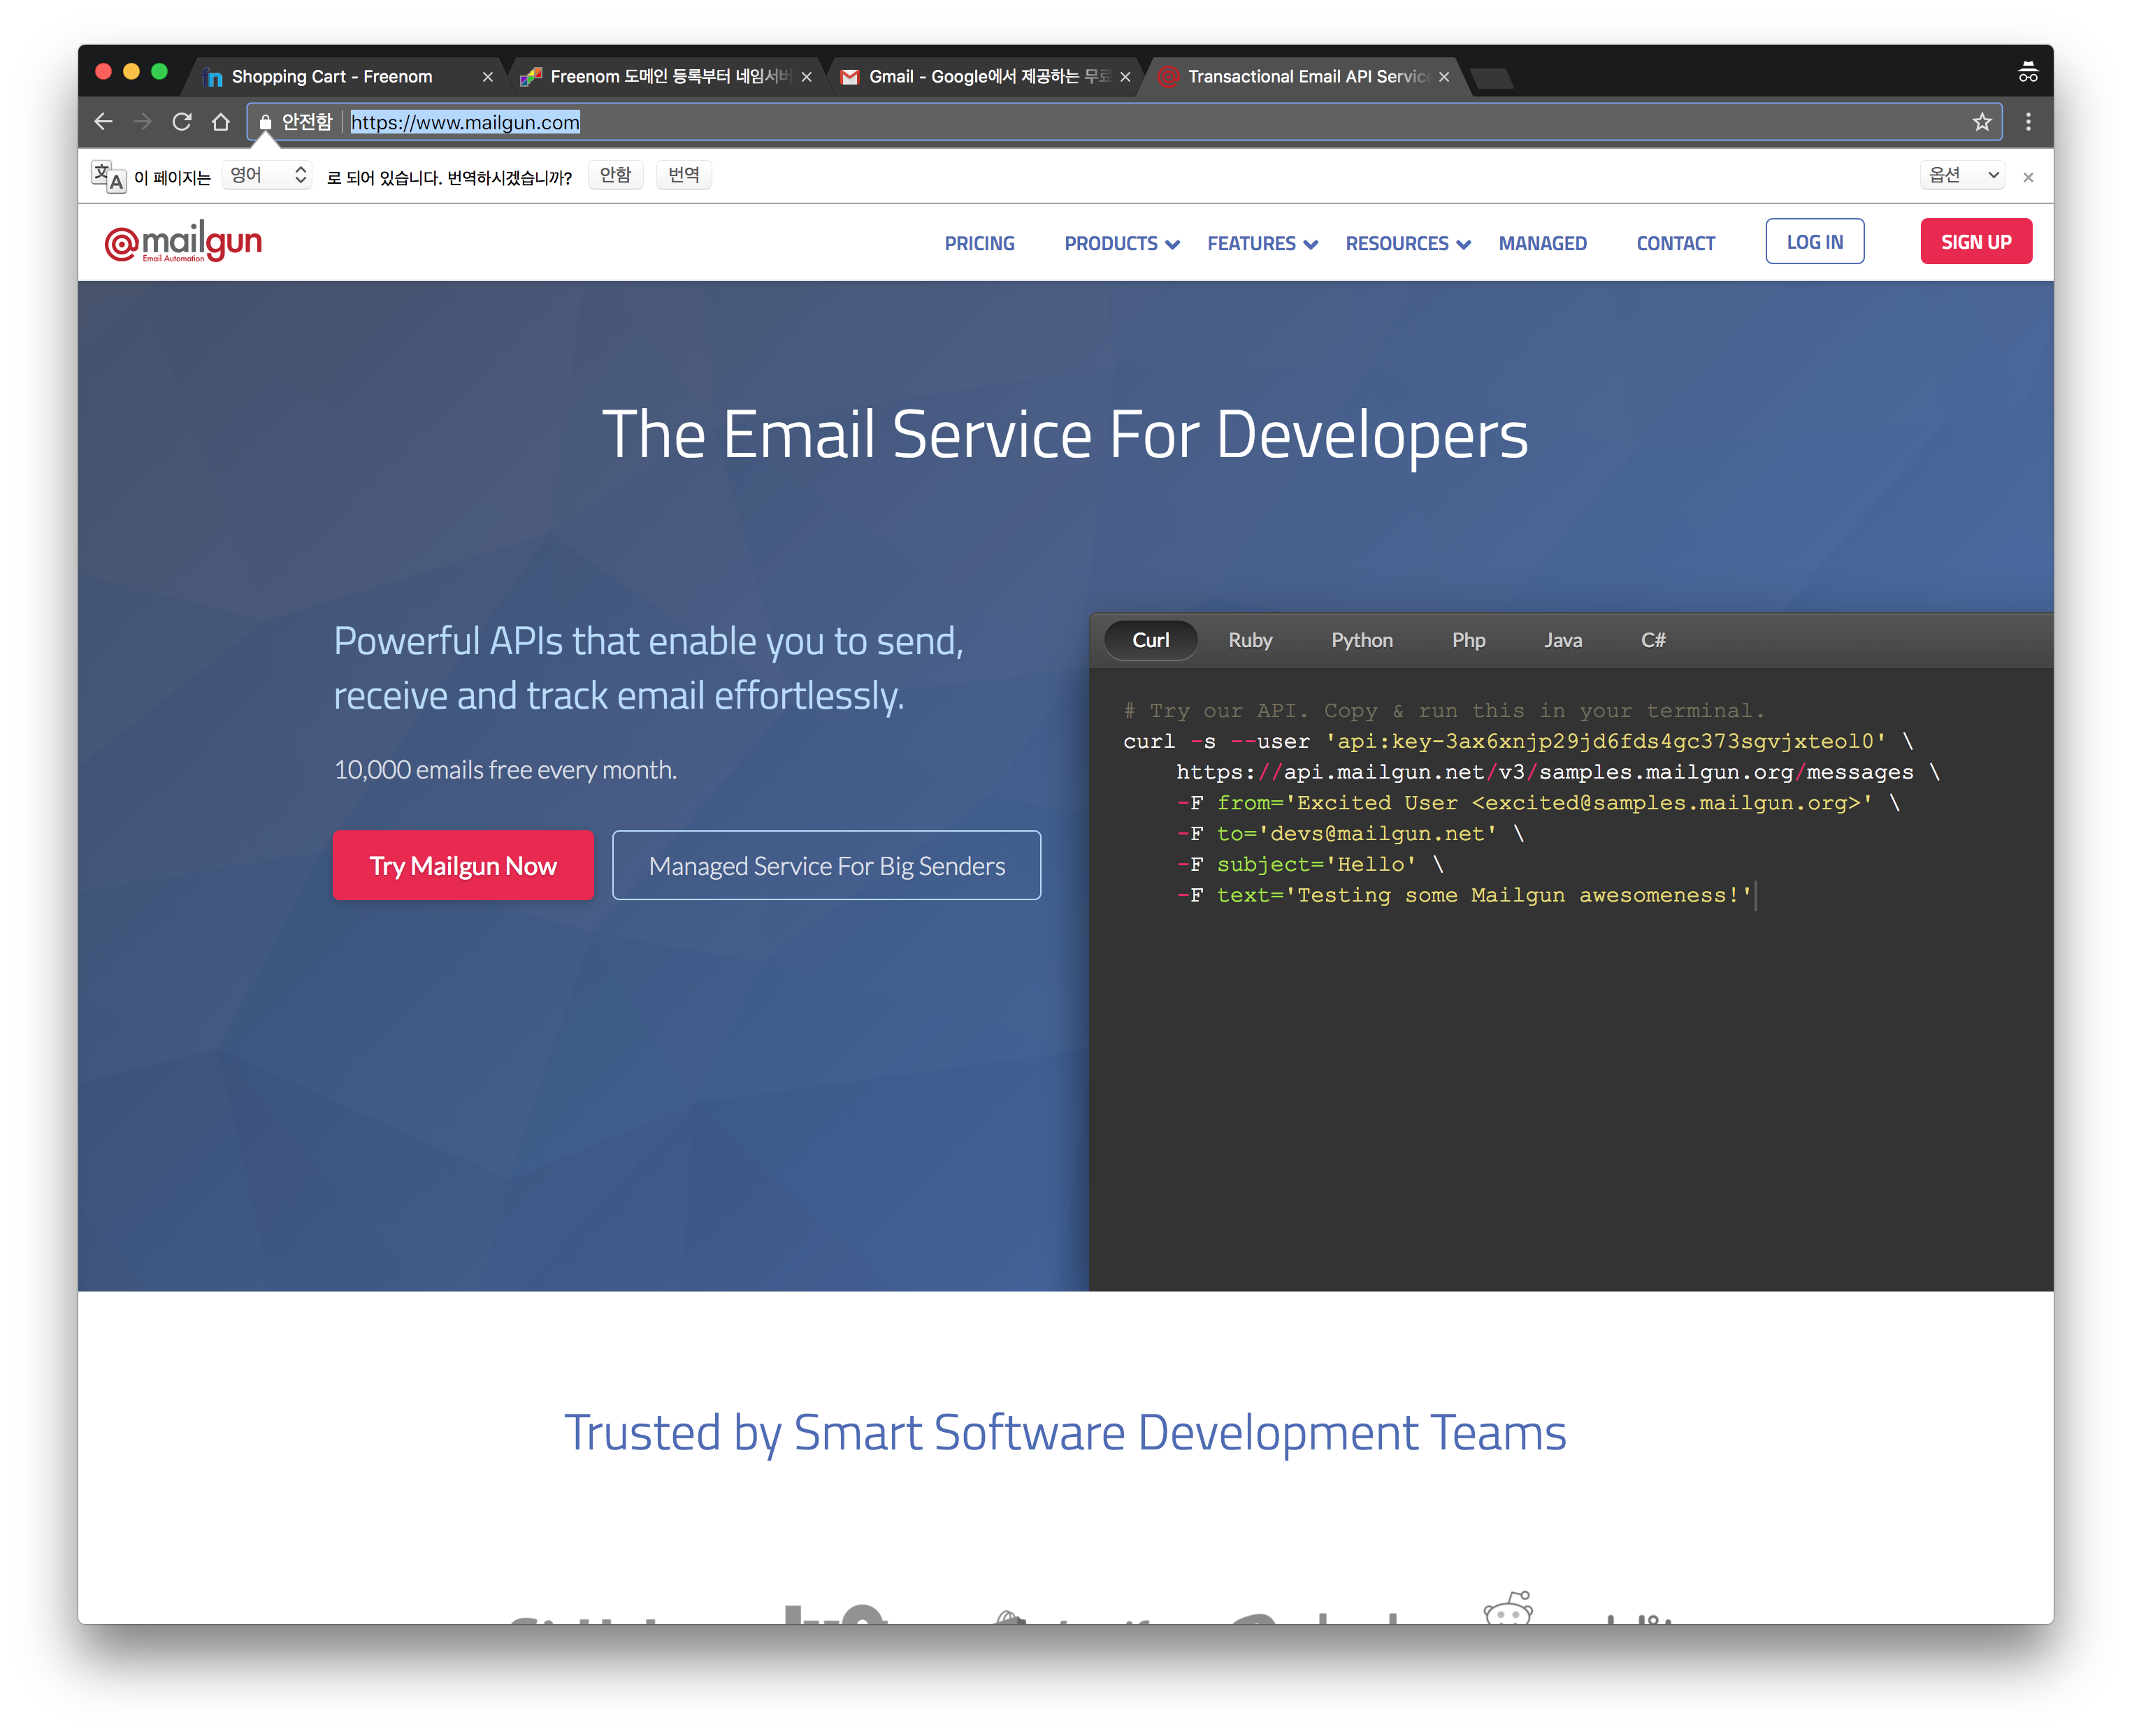 Shopping Cart - Freenom
Freenom 도메인 등록부터 네임서버
Gmail - Google에서 제공하는 무료
Transactional Email API Service
안전함 https://www.mailgun.com
이 페이지는 영어 로 되어 있습니다. 번역하시겠습니까? 안함 번역 옵션
@mailgun
Email Automation
PRICING PRODUCTS FEATURES RESOURCES MANAGED CONTACT LOG IN SIGN UP
The Email Service For Developers
Powerful APIs that enable you to send,
receive and track email effortlessly.
10,000 emails free every month.
Try Mailgun Now
Managed Service For Big Senders
Curl Ruby Python Php Java C#
# Try our API. Copy & run this in your terminal.
curl -s --user 'api:key-3ax6xnjp29jd6fds4gc373sgvjxteol0' \
https://api.mailgun.net/v3/samples.mailgun.org/messages \
-F from='Excited User <excited@samples.mailgun.org>' \
-F to='devs@mailgun.net' \
-F subject='Hello' \
-F text='Testing some Mailgun awesomeness!'
Trusted by Smart Software Development Teams